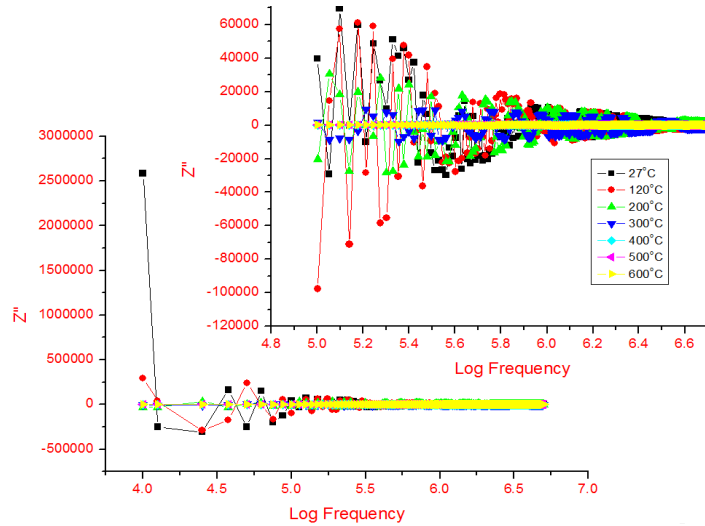 60000
40000
20000
0
-20000
-40000
-60000
-80000
-100000
-120000
Z"
4.8 5.0 5.2 5.4 5.6 5.8 6.0 6.2 6.4 6.6
Log Frequency
27°C
120°C
200°C
300°C
400°C
500°C
600°C
3000000
2500000
2000000
1500000
1000000
500000
0
-500000
Z"
4.0 4.5 5.0 5.5 6.0 6.5 7.0
Log Frequency